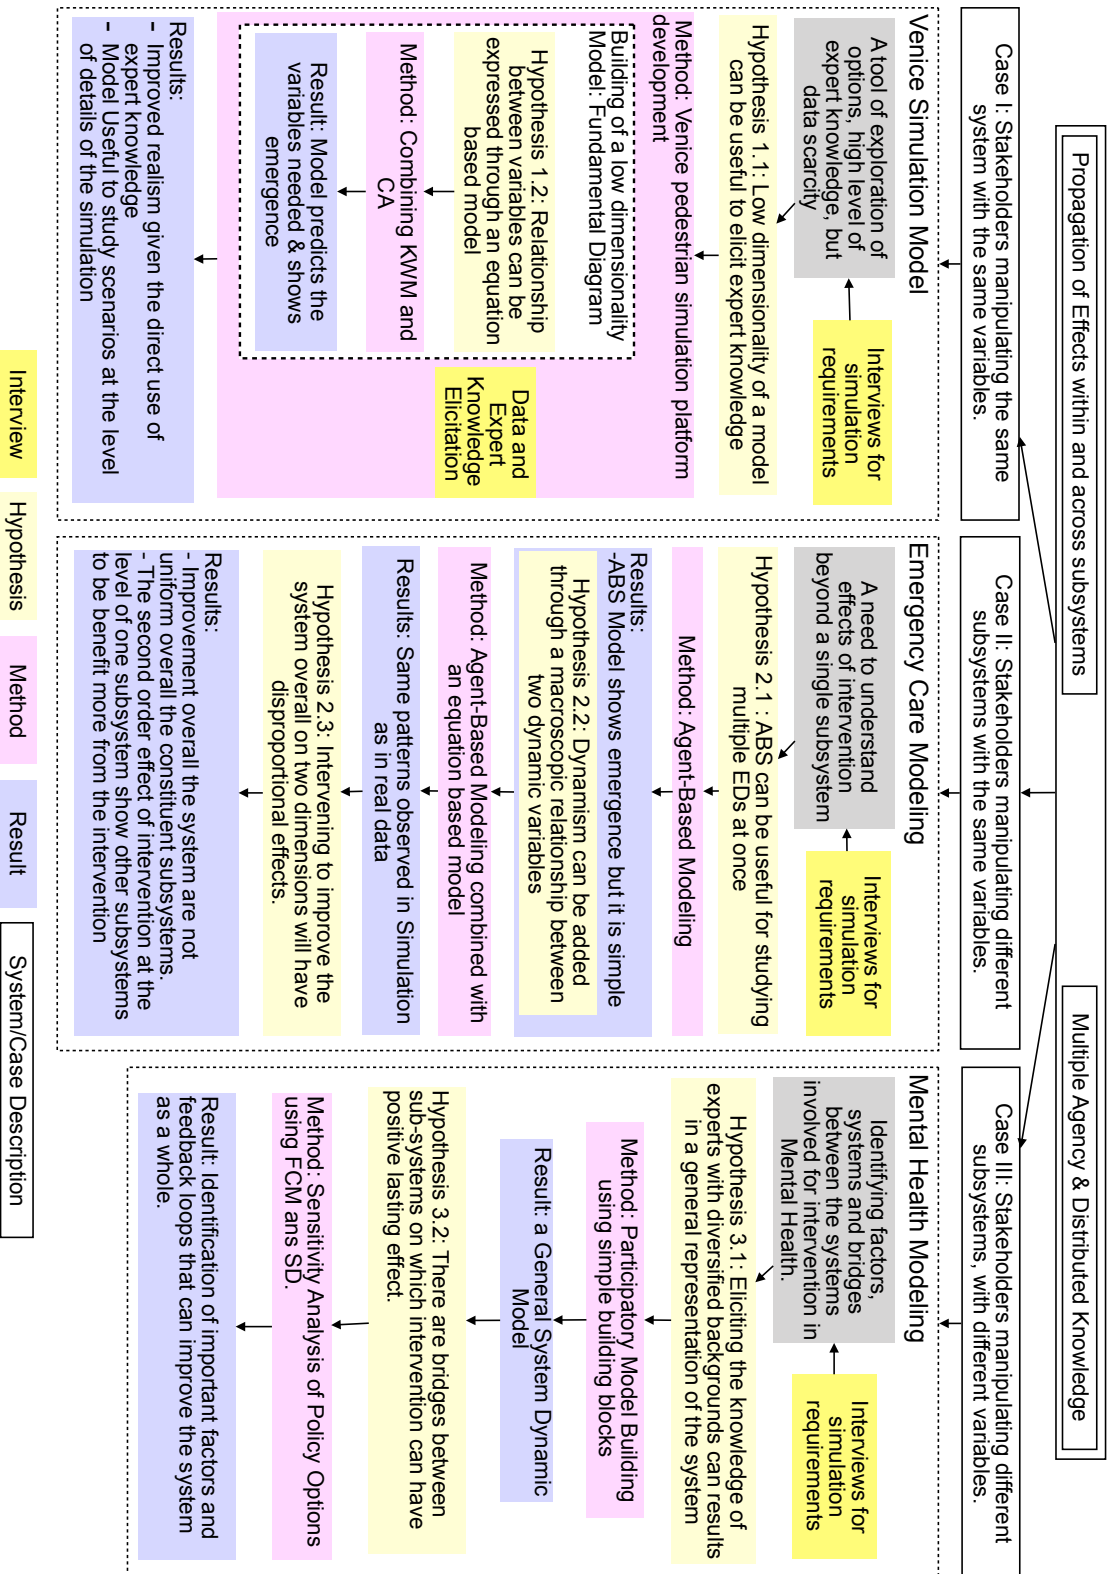 Propagation of Effects within and across subsystems
Multiple Agency & Distributed Knowledge
Case I: Stakeholders manipulating the same
system with the same variables.
Case II: Stakeholders manipulating different
subsystems with the same variables.
Case III: Stakeholders manipulating different
subsystems, with different variables.
Venice Simulation Model
A tool of exploration of
options, high level of
expert knowledge, but
data scarcity
Interviews for
simulation
requirements
Hypothesis 1.1: Low dimensionality of a model
can be useful to elicit expert knowledge
Method: Venice pedestrian simulation platform
development
Building of a low dimensionality
Model: Fundamental Diagram
Hypothesis 1.2: Relationship
between variables can be
expressed through an equation
based model
Method: Combining KWM and
CA
Result: Model predicts the
variables needed & shows
emergence
Data and
Expert
Knowledge
Elicitation
Results:
- Improved realism given the direct use of
expert knowledge
- Model Useful to study scenarios at the level
of details of the simulation
Emergency Care Modeling
A need to understand
effects of intervention
beyond a single subsystem
Interviews for
simulation
requirements
Hypothesis 2.1 : ABS can be useful for studying
multiple EDs at once
Method: Agent-Based Modeling
Results:
-ABS Model shows emergence but it is simple
Hypothesis 2.2: Dynamism can be added
through a macroscopic relationship between
two dynamic variables
Method: Agent-Based Modeling combined with
an equation based model
Results: Same patterns observed in Simulation
as in real data
Hypothesis 2.3: Intervening to improve the
system overall on two dimensions will have
disproportional effects.
Results:
- Improvement overall the system are not
uniform overall the constituent subsystems.
- The second order effect of intervention at the
level of one subsystem show other subsystems
to be benefit more from the intervention
Mental Health Modeling
Identifying factors,
systems and bridges
between the systems
involved for intervention in
Mental Health.
Interviews for
simulation
requirements
Hypothesis 3.1: Eliciting the knowledge of
experts with diversified backgrounds can results
in a general representation of the system
Method: Participatory Model Building
using simple building blocks
Result: a General System Dynamic
Model
Hypothesis 3.2: There are bridges between
sub-systems on which intervention can have
positive lasting effect.
Method: Sensitivity Analysis of Policy Options
using FCM ans SD.
Result: Identification of important factors and
feedback loops that can improve the system
as a whole.
Interview
Hypothesis
Method
Result
System/Case Description